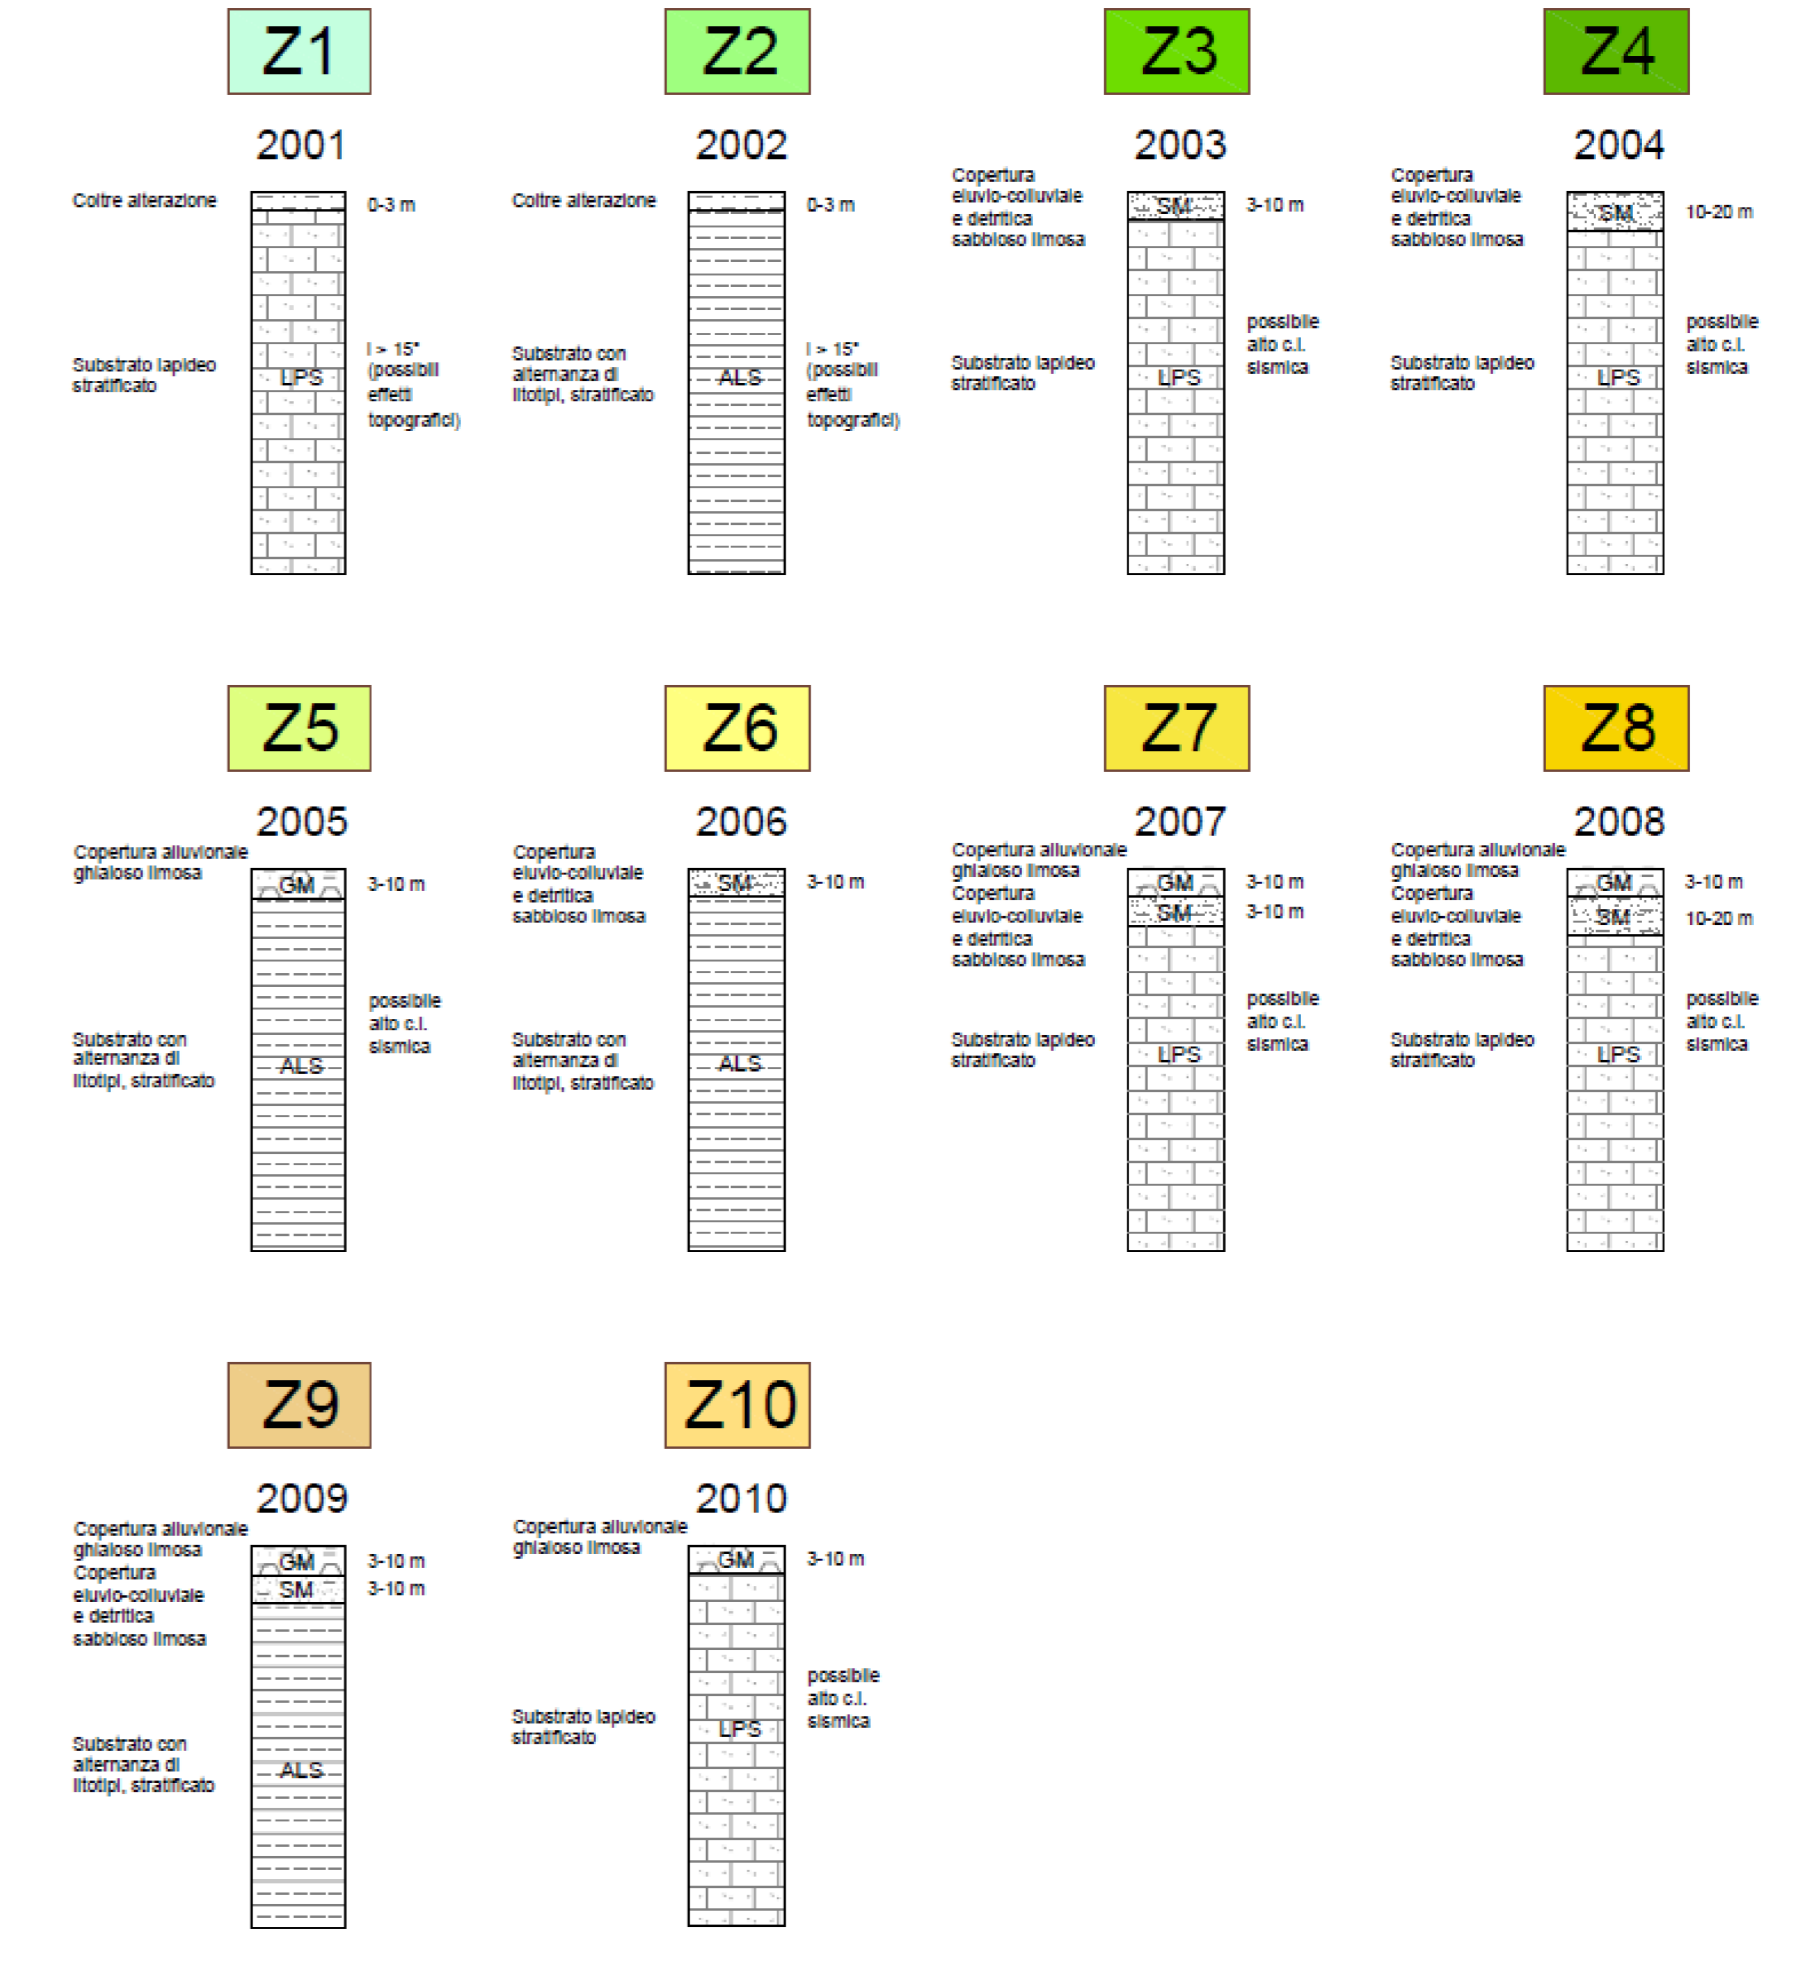 Z1
2001
Coltre alterazione
0-3 m
Substrato lapideo
stratificato
LPS
i > 15°
(possibili
effetti
topografici)
Z2
2002
Coltre alterazione
0-3 m
Substrato con
alternanza di
litotipi, stratificato
ALS
i > 15°
(possibili
effetti
topografici)
Z3
2003
Copertura
eluvio-colluviale
e detritica
sabbioso limosa
SM
3-10 m
Substrato lapideo
stratificato
LPS
possibile
alto c.i.
sismica
Z4
2004
Copertura
eluvio-colluviale
e detritica
sabbioso limosa
SM
10-20 m
Substrato lapideo
stratificato
LPS
possibile
alto c.i.
sismica
Z5
2005
Copertura alluvionale
ghiaioso limosa
GM
3-10 m
Substrato con
alternanza di
litotipi, stratificato
ALS
possibile
alto c.i.
sismica
Z6
2006
Copertura
eluvio-colluviale
e detritica
sabbioso limosa
SM
3-10 m
Substrato con
alternanza di
litotipi, stratificato
ALS
Z7
2007
Copertura alluvionale
ghiaioso limosa
Copertura
eluvio-colluviale
e detritica
sabbioso limosa
GM
3-10 m
SM
3-10 m
Substrato lapideo
stratificato
LPS
possibile
alto c.i.
sismica
Z8
2008
Copertura alluvionale
ghiaioso limosa
Copertura
eluvio-colluviale
e detritica
sabbioso limosa
GM
3-10 m
SM
10-20 m
Substrato lapideo
stratificato
LPS
possibile
alto c.i.
sismica
Z9
2009
Copertura alluvionale
ghiaioso limosa
Copertura
eluvio-colluviale
e detritica
sabbioso limosa
GM
3-10 m
SM
3-10 m
Substrato con
alternanza di
litotipi, stratificato
ALS
Z10
2010
Copertura alluvionale
ghiaioso limosa
GM
3-10 m
Substrato lapideo
stratificato
LPS
possibile
alto c.i.
sismica